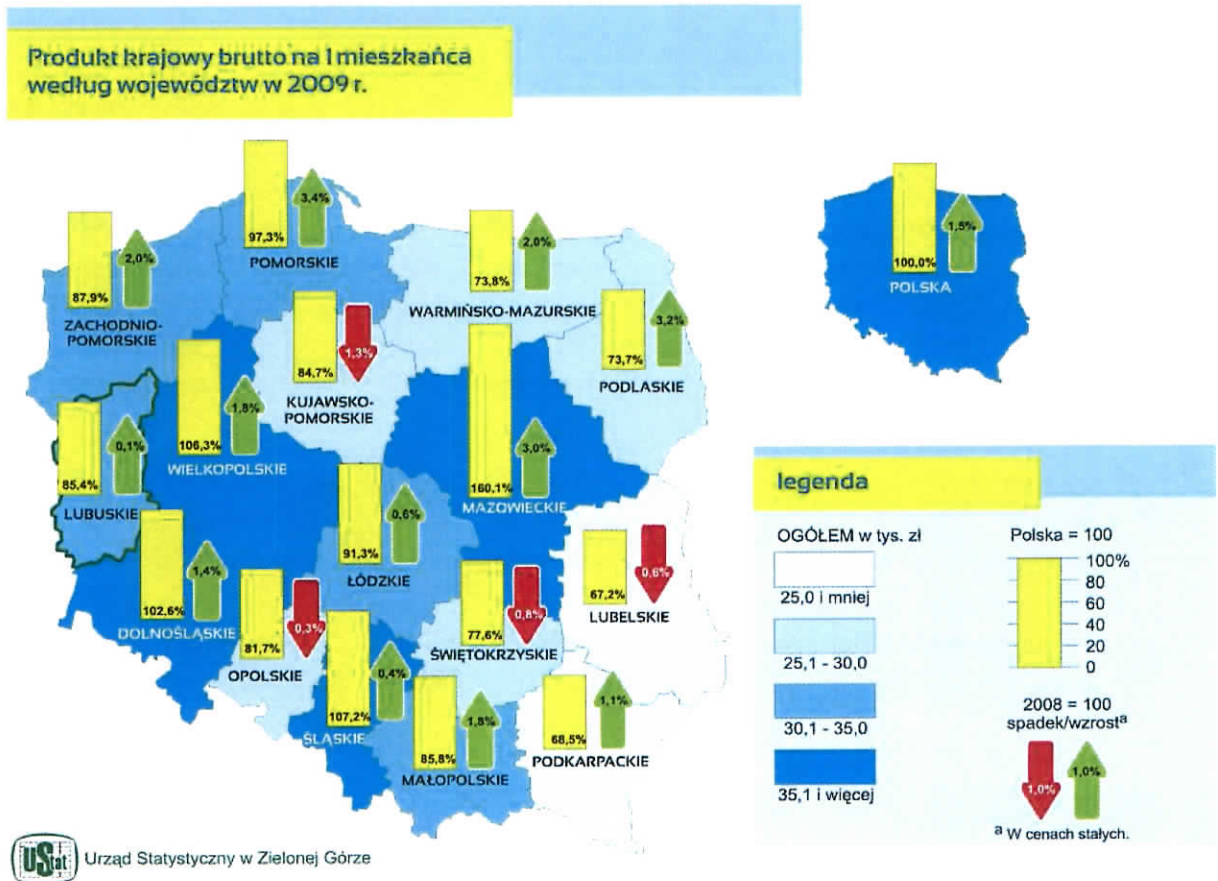 Produkt krajowy brutto na 1 mieszkańca
według województw w 2009 r.
97,3%
3,4%
POMORSKIE
87,9%
2,0%
ZACHODNIO-
POMORSKIE
73,8%
2,0%
WARMIŃSKO-MAZURSKIE
84,7%
1,3%
KUJAWSKO-
POMORSKIE
73,7%
3,2%
PODLASKIE
106,3%
1,8%
WIELKOPOLSKIE
160,1%
3,0%
MAZOWIECKIE
85,4%
0,1%
LUBUSKIE
91,3%
0,6%
ŁÓDZKIE
102,6%
1,4%
DOLNOŚLĄSKIE
81,7%
0,3%
OPOLSKIE
77,6%
0,8%
ŚWIĘTOKRZYSKIE
67,2%
0,6%
LUBELSKIE
107,2%
0,4%
ŚLĄSKIE
85,8%
1,8%
MAŁOPOLSKIE
68,5%
1,1%
PODKARPACKIE
100,0%
1,5%
POLSKA
legenda
OGÓŁEM w tys. zł
25,0 i mniej
25,1 - 30,0
30,1 - 35,0
35,1 i więcej
Polska = 100
100%
80
60
40
20
0
2008 = 100
spadek/wzrostª
1,0%
1,0%
ª W cenach stałych.
UStat
Urząd Statystyczny w Zielonej Górze